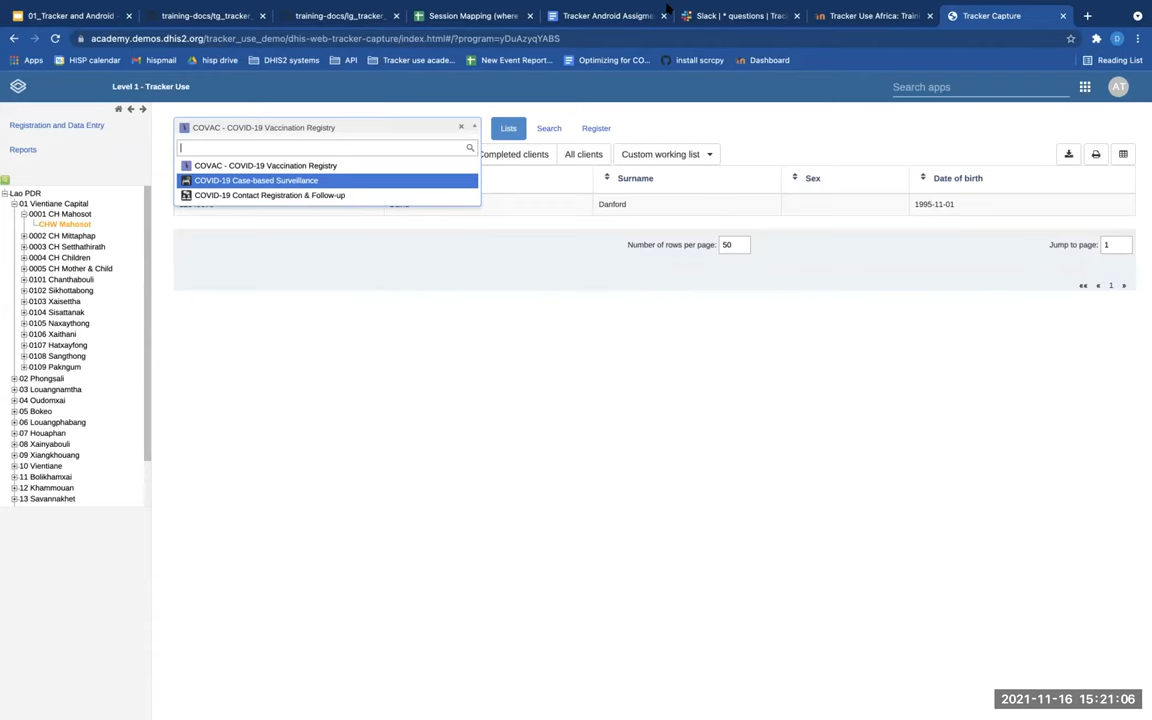 01_Tracker and Android -
training-docs/tg_tracker_
training-docs/lg_tracker_
Session Mapping (where
Tracker Android Assignme
Slack | * questions | Trac
Tracker Use Africa: Train
Tracker Capture
academy.demos.dhis2.org/tracker_use_demo/dhis-web-tracker-capture/index.html#/?program=yDuAzyqYABS
D
Apps
HISP calendar
hispmail
hisp drive
DHIS2 systems
API
Tracker use acade...
New Event Report...
Optimizing for CO...
install scrcpy
Dashboard
Reading List
Level 1 - Tracker Use
Search apps
AT
Registration and Data Entry
Reports
Lao PDR
01 Vientiane Capital
0001 CH Mahosot
CHW Mahosot
0002 CH Mittaphap
0003 CH Setthathirath
0004 CH Children
0005 CH Mother & Child
0101 Chanthabouli
0102 Sikhottabong
0103 Xaisettha
0104 Sisattanak
0105 Naxaythong
0106 Xaithani
0107 Hatxayfong
0108 Sangthong
0109 Pakngum
02 Phongsali
03 Louangnamtha
04 Oudomxai
05 Bokeo
06 Louangphabang
07 Houaphan
08 Xainyabouli
09 Xiangkhouang
10 Vientiane
11 Bolikhamxai
12 Khammouan
13 Savannakhet
COVAC - COVID-19 Vaccination Registry
Lists
Search
Register
COVAC - COVID-19 Vaccination Registry
COVID-19 Case-based Surveillance
COVID-19 Contact Registration & Follow-up
Completed clients
All clients
Custom working list
Surname
Sex
Date of birth
Danford
1995-11-01
Number of rows per page: 50
Jump to page: 1
«« « 1 »
2021-11-16 15:21:06